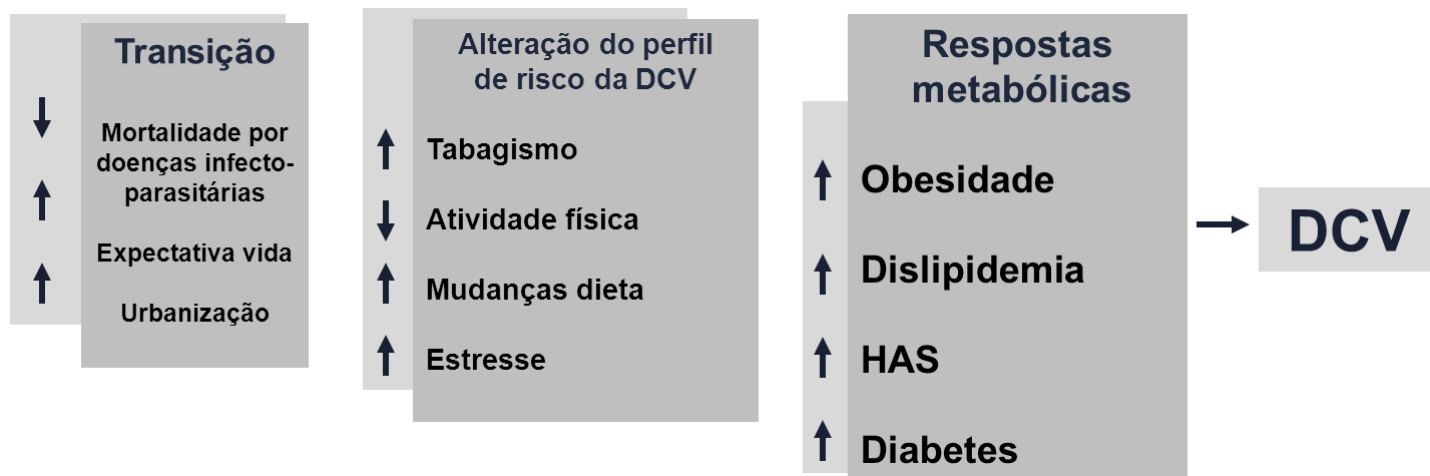 Transição
Mortalidade por
doenças infecto-
parasitárias
Expectativa vida
Urbanização
Alteração do perfil
de risco da DCV
Tabagismo
Atividade física
Mudanças dieta
Estresse
Respostas
metabólicas
Obesidade
Dislipidemia
HAS
Diabetes
DCV